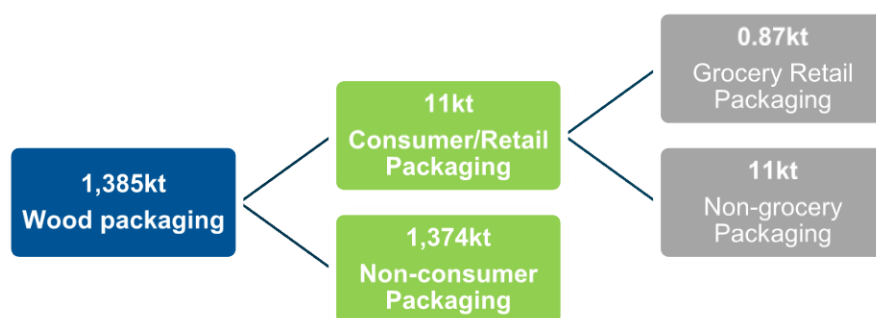 1,385kt
Wood packaging
11kt
Consumer/Retail
Packaging
1,374kt
Non-consumer
Packaging
0.87kt
Grocery Retail
Packaging
11kt
Non-grocery
Packaging